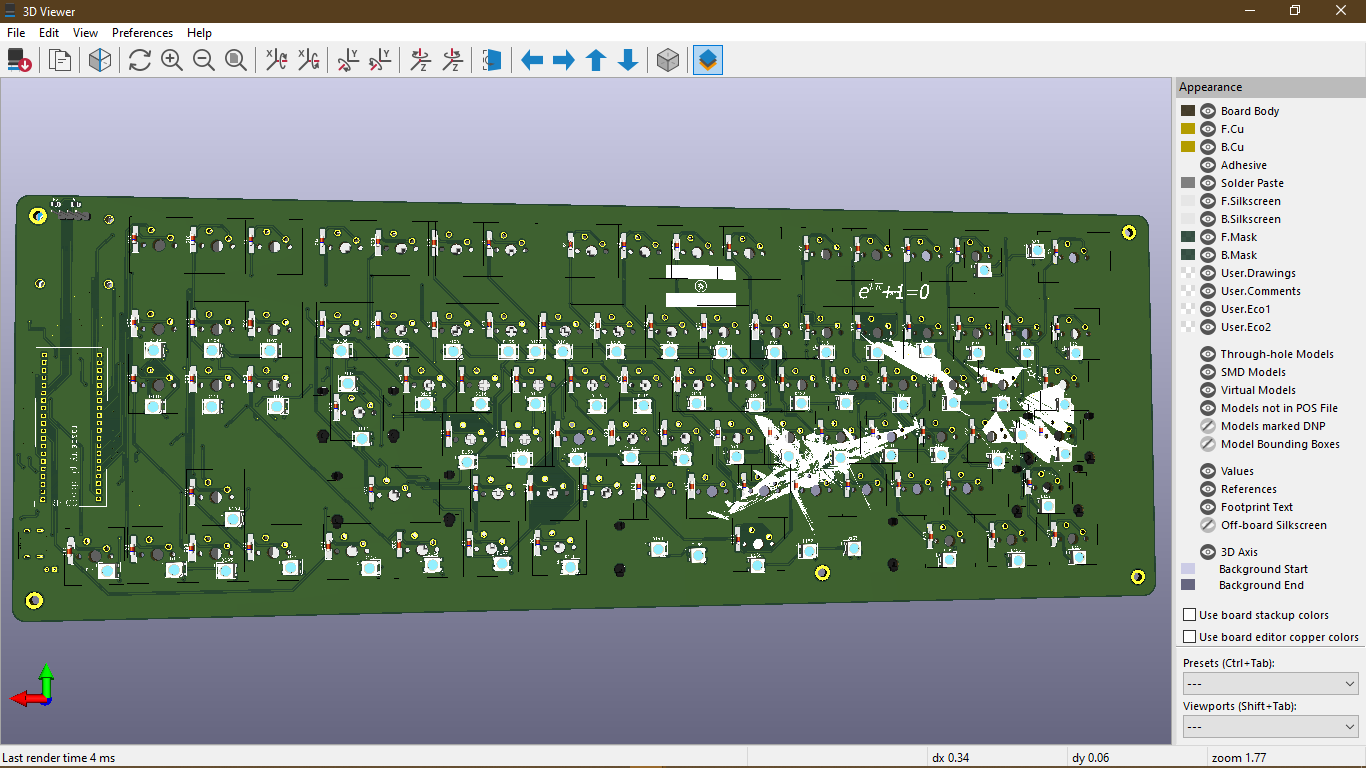 3D Viewer
File Edit View Preferences Help
Appearance
Board Body
F.Cu
B.Cu
Adhesive
Solder Paste
F.Silkscreen
B.Silkscreen
F.Mask
B.Mask
User.Drawings
User.Comments
User.Eco1
User.Eco2
Through-hole Models
SMD Models
Virtual Models
Models not in POS File
Models marked DNP
Model Bounding Boxes
Values
References
Footprint Text
Off-board Silkscreen
3D Axis
Background Start
Background End
Use board stackup colors
Use board editor copper colors
Presets (Ctrl+Tab):
---
Viewports (Shift+Tab):
---
e^iπ+1=0
Last render time 4 ms dx 0.34 dy 0.06 zoom 1.77